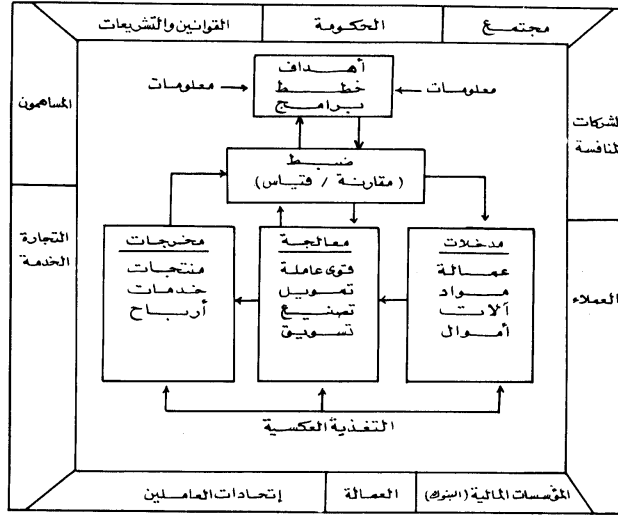 مجتمع
الحكومة
القوانين والتشريعات
أهداف
خطط
برامج
معلومات
معلومات
المساهمون
لشركات
لمنافسة
ضبط
(مقارنة / قياس)
التجارة
الخدمة
العملاء
مدخلات
عمالة
مواد
آلات
أموال
معالجة
قوى عاملة
تمويل
تصنيع
تسويق
مخرجات
منتجات
خدمات
أرباح
التغذية العكسية
المؤسسات المالية (البنوك)
العمالة
إتحادات العاملين